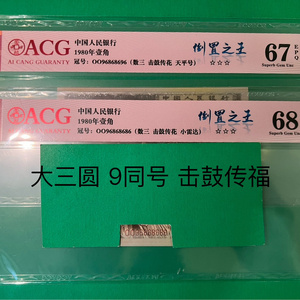 ACG
AI CANG GUARANTY
中国人民银行
1980年壹角
冠号：OO96868696（数三 击鼓传花 天平号）
倒置之王
☆☆☆
67 EPQ
Superb Gem Unc
ACG
AI CANG GUARANTY
中国人民银行
1980年壹角
冠号：OO96868686（数三 击鼓传花 小雷达）
倒置之王
☆☆☆
68
Superb Gem Unc
大三圆 9同号 击鼓传福